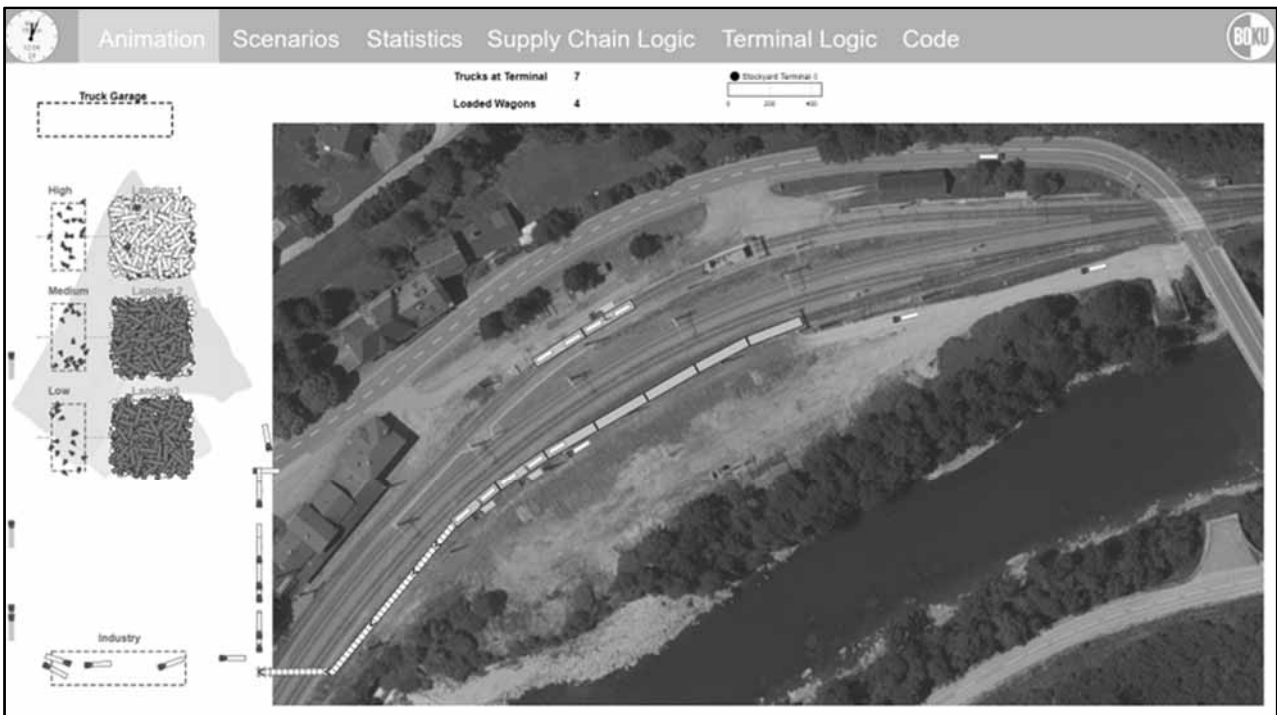 Animation Scenarios Statistics Supply Chain Logic Terminal Logic Code
BOKU
Trucks at Terminal 7
Loaded Wagons 4
Stockyard Terminal
0 200 400
Truck Garage
High Landing 1
Medium Landing 2
Low Landing3
Industry